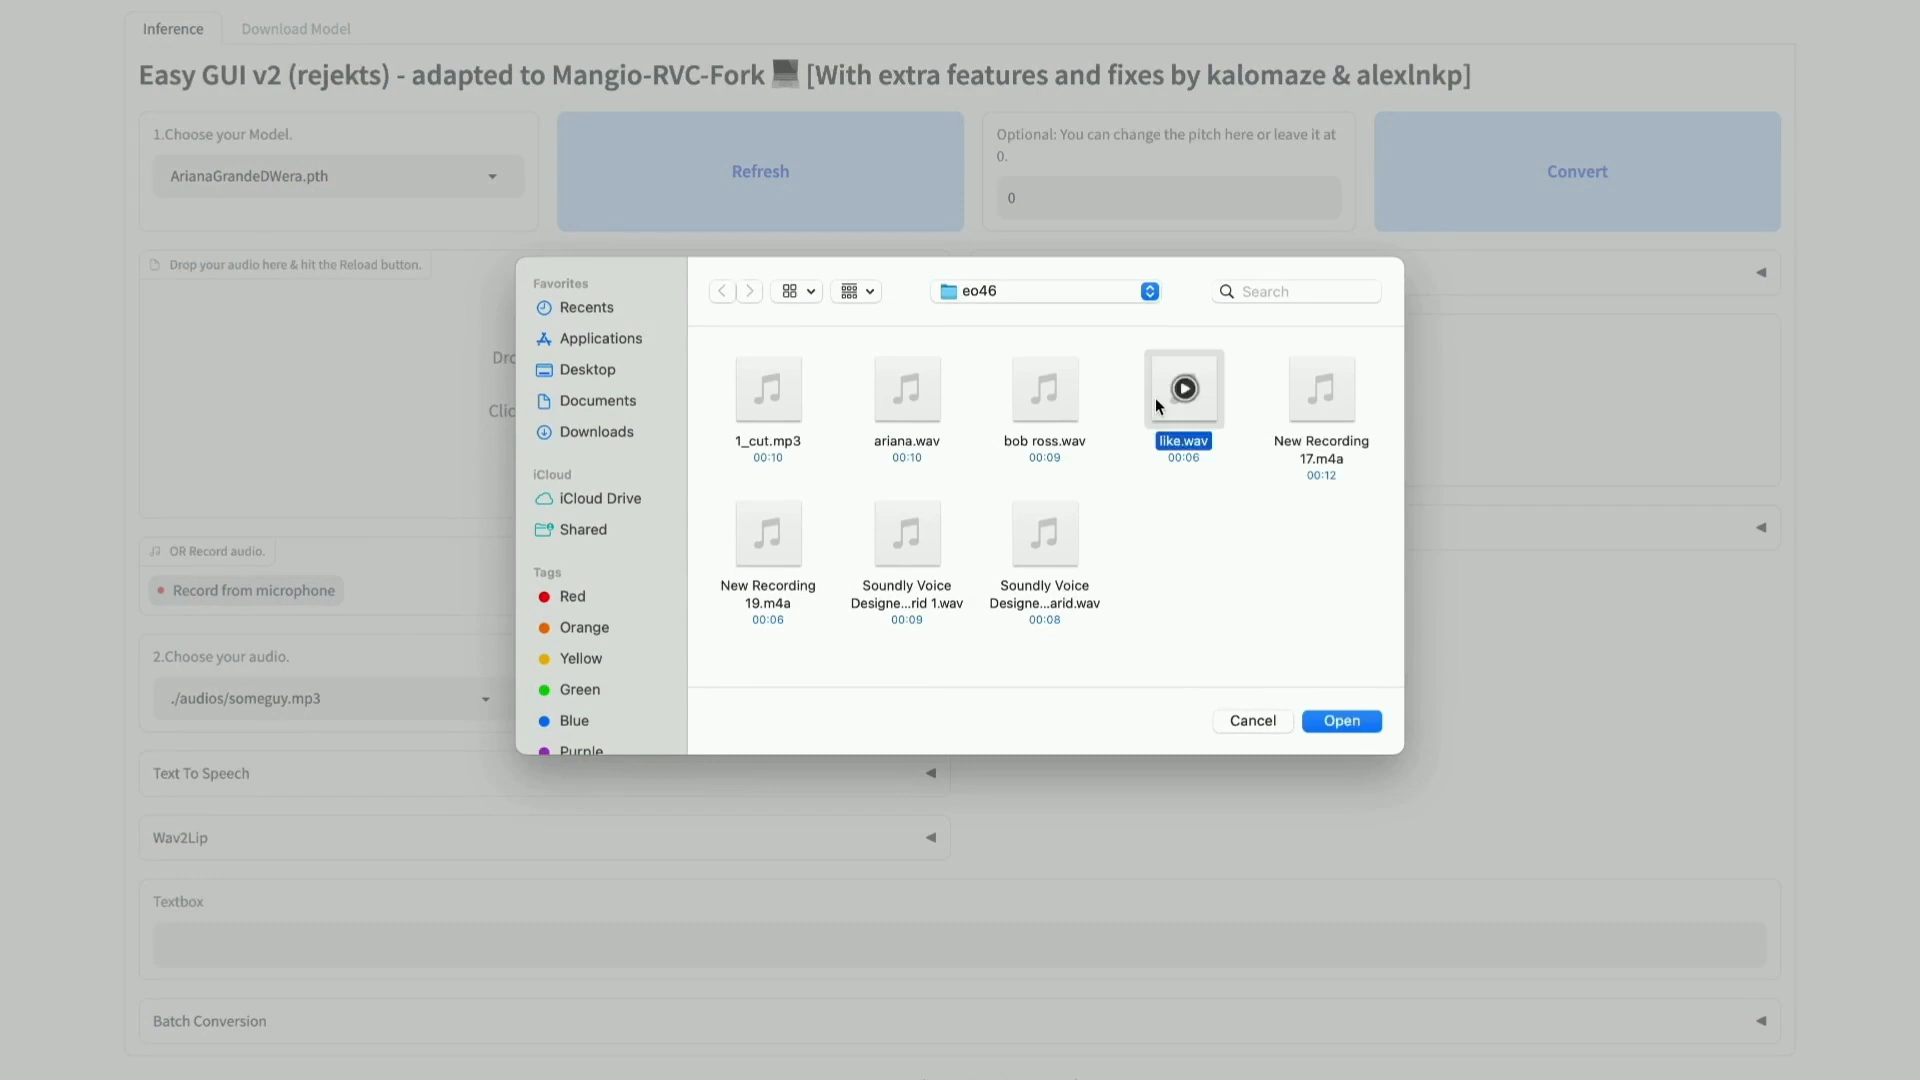 Inference
Download Model
Easy GUI v2 (rejekts) - adapted to Mangio-RVC-Fork 💻 [With extra features and fixes by kalomaze & alexlnkp]
1.Choose your Model.
ArianaGrandeDWera.pth
Refresh
Optional: You can change the pitch here or leave it at
0.
0
Convert
Drop your audio here & hit the Reload button.
Dro
Clic
OR Record audio.
Record from microphone
2.Choose your audio.
./audios/someguy.mp3
Text To Speech
Wav2Lip
Textbox
Batch Conversion
Favorites
Recents
Applications
Desktop
Documents
Downloads
iCloud
iCloud Drive
Shared
Tags
Red
Orange
Yellow
Green
Blue
Purple
eo46
Search
1_cut.mp3
00:10
ariana.wav
00:10
bob ross.wav
00:09
like.wav
00:06
New Recording
17.m4a
00:12
New Recording
19.m4a
00:06
Soundly Voice
Designe...rid 1.wav
00:09
Soundly Voice
Designe...arid.wav
00:08
Cancel
Open